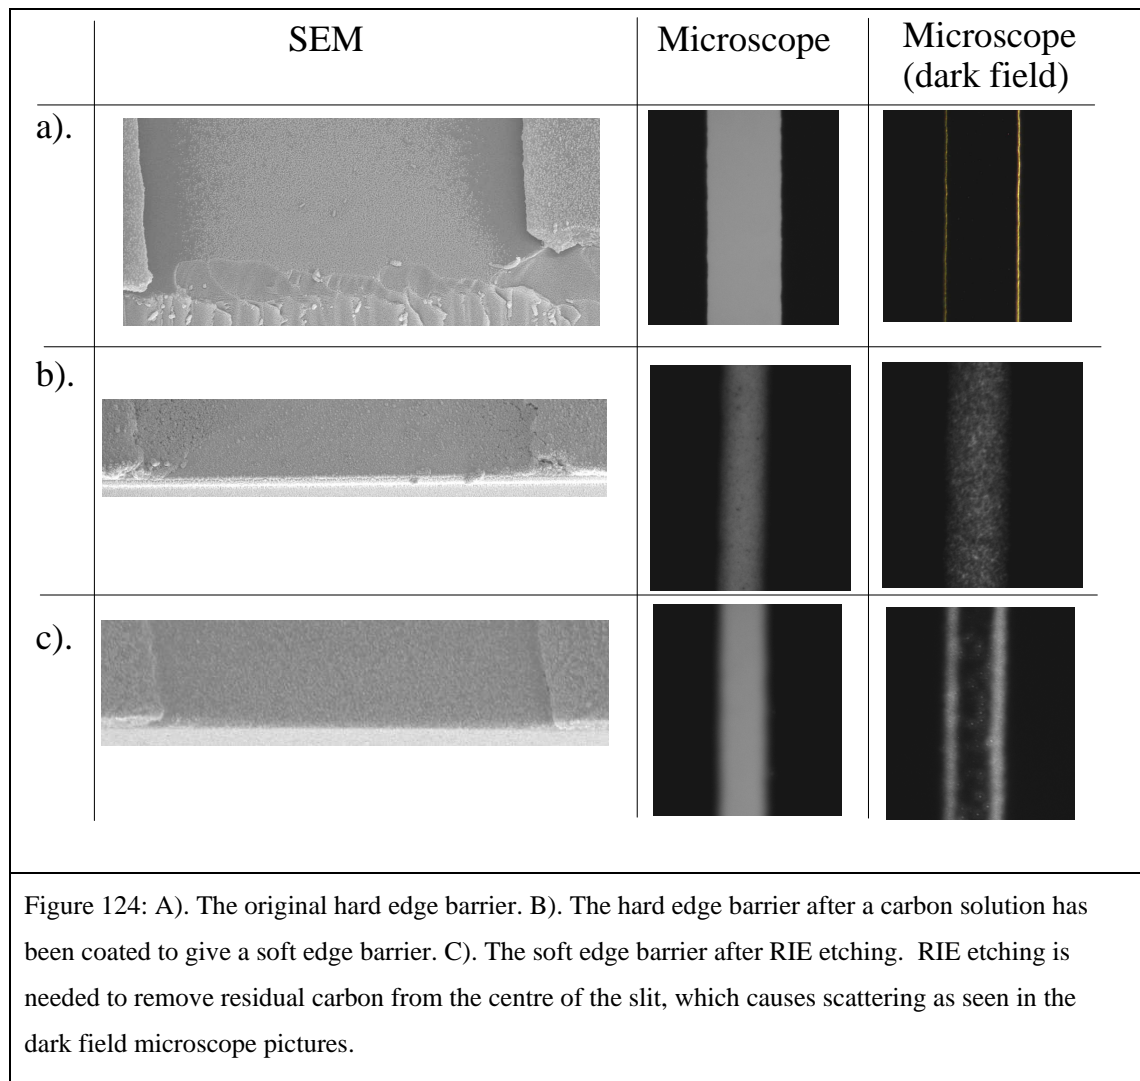 SEM
Microscope
Microscope
(dark field)
a).
b).
c).
Figure 124: A). The original hard edge barrier. B). The hard edge barrier after a carbon solution has
been coated to give a soft edge barrier. C). The soft edge barrier after RIE etching.  RIE etching is
needed to remove residual carbon from the centre of the slit, which causes scattering as seen in the
dark field microscope pictures.